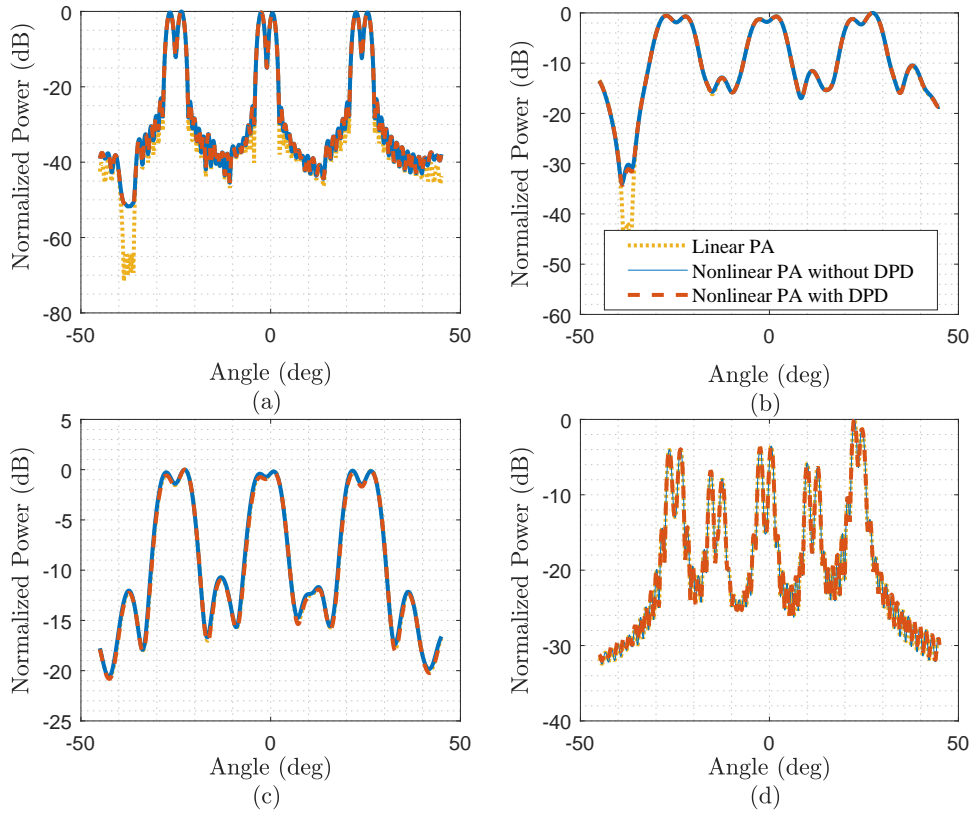 Normalized Power (dB)
0
-20
-40
-60
-80
-50
0
50
Angle (deg)
(a)
Normalized Power (dB)
0
-10
-20
-30
-40
-50
-60
-50
0
50
Linear PA
Nonlinear PA without DPD
Nonlinear PA with DPD
Angle (deg)
(b)
Normalized Power (dB)
5
0
-5
-10
-15
-20
-25
-50
0
50
Angle (deg)
(c)
Normalized Power (dB)
0
-10
-20
-30
-40
-50
0
50
Angle (deg)
(d)